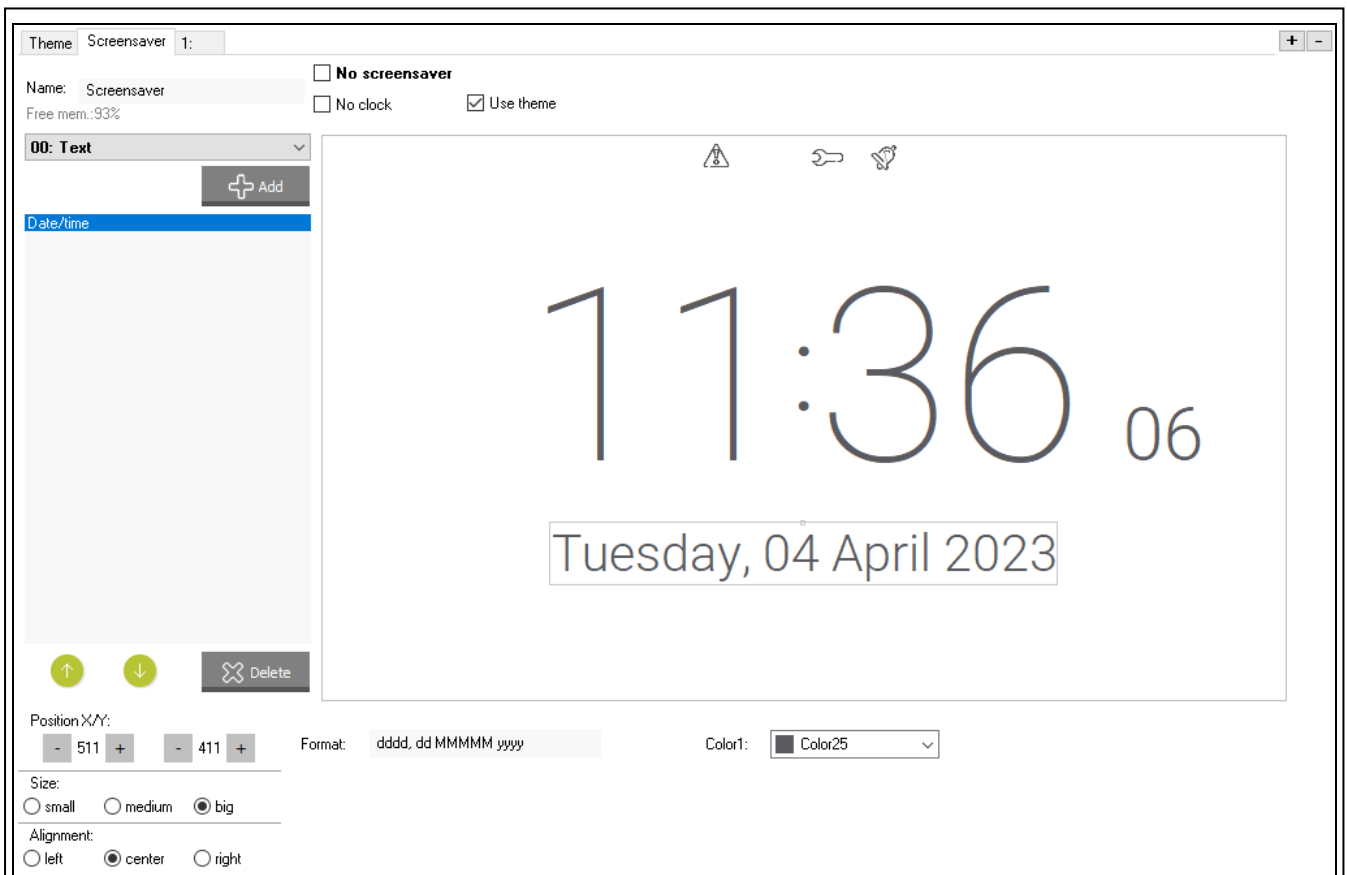 Theme Screensaver 1: + -
No screensaver
Name: Screensaver
No clock Use theme
Free mem.:93%
00: Text
Add
Date/time
11:36 06
Tuesday, 04 April 2023
Delete
Position X/Y:
- 511 + - 411 + Format: dddd, dd MMMMM yyyy Color1: Color25
Size:
small medium big
Alignment:
left center right